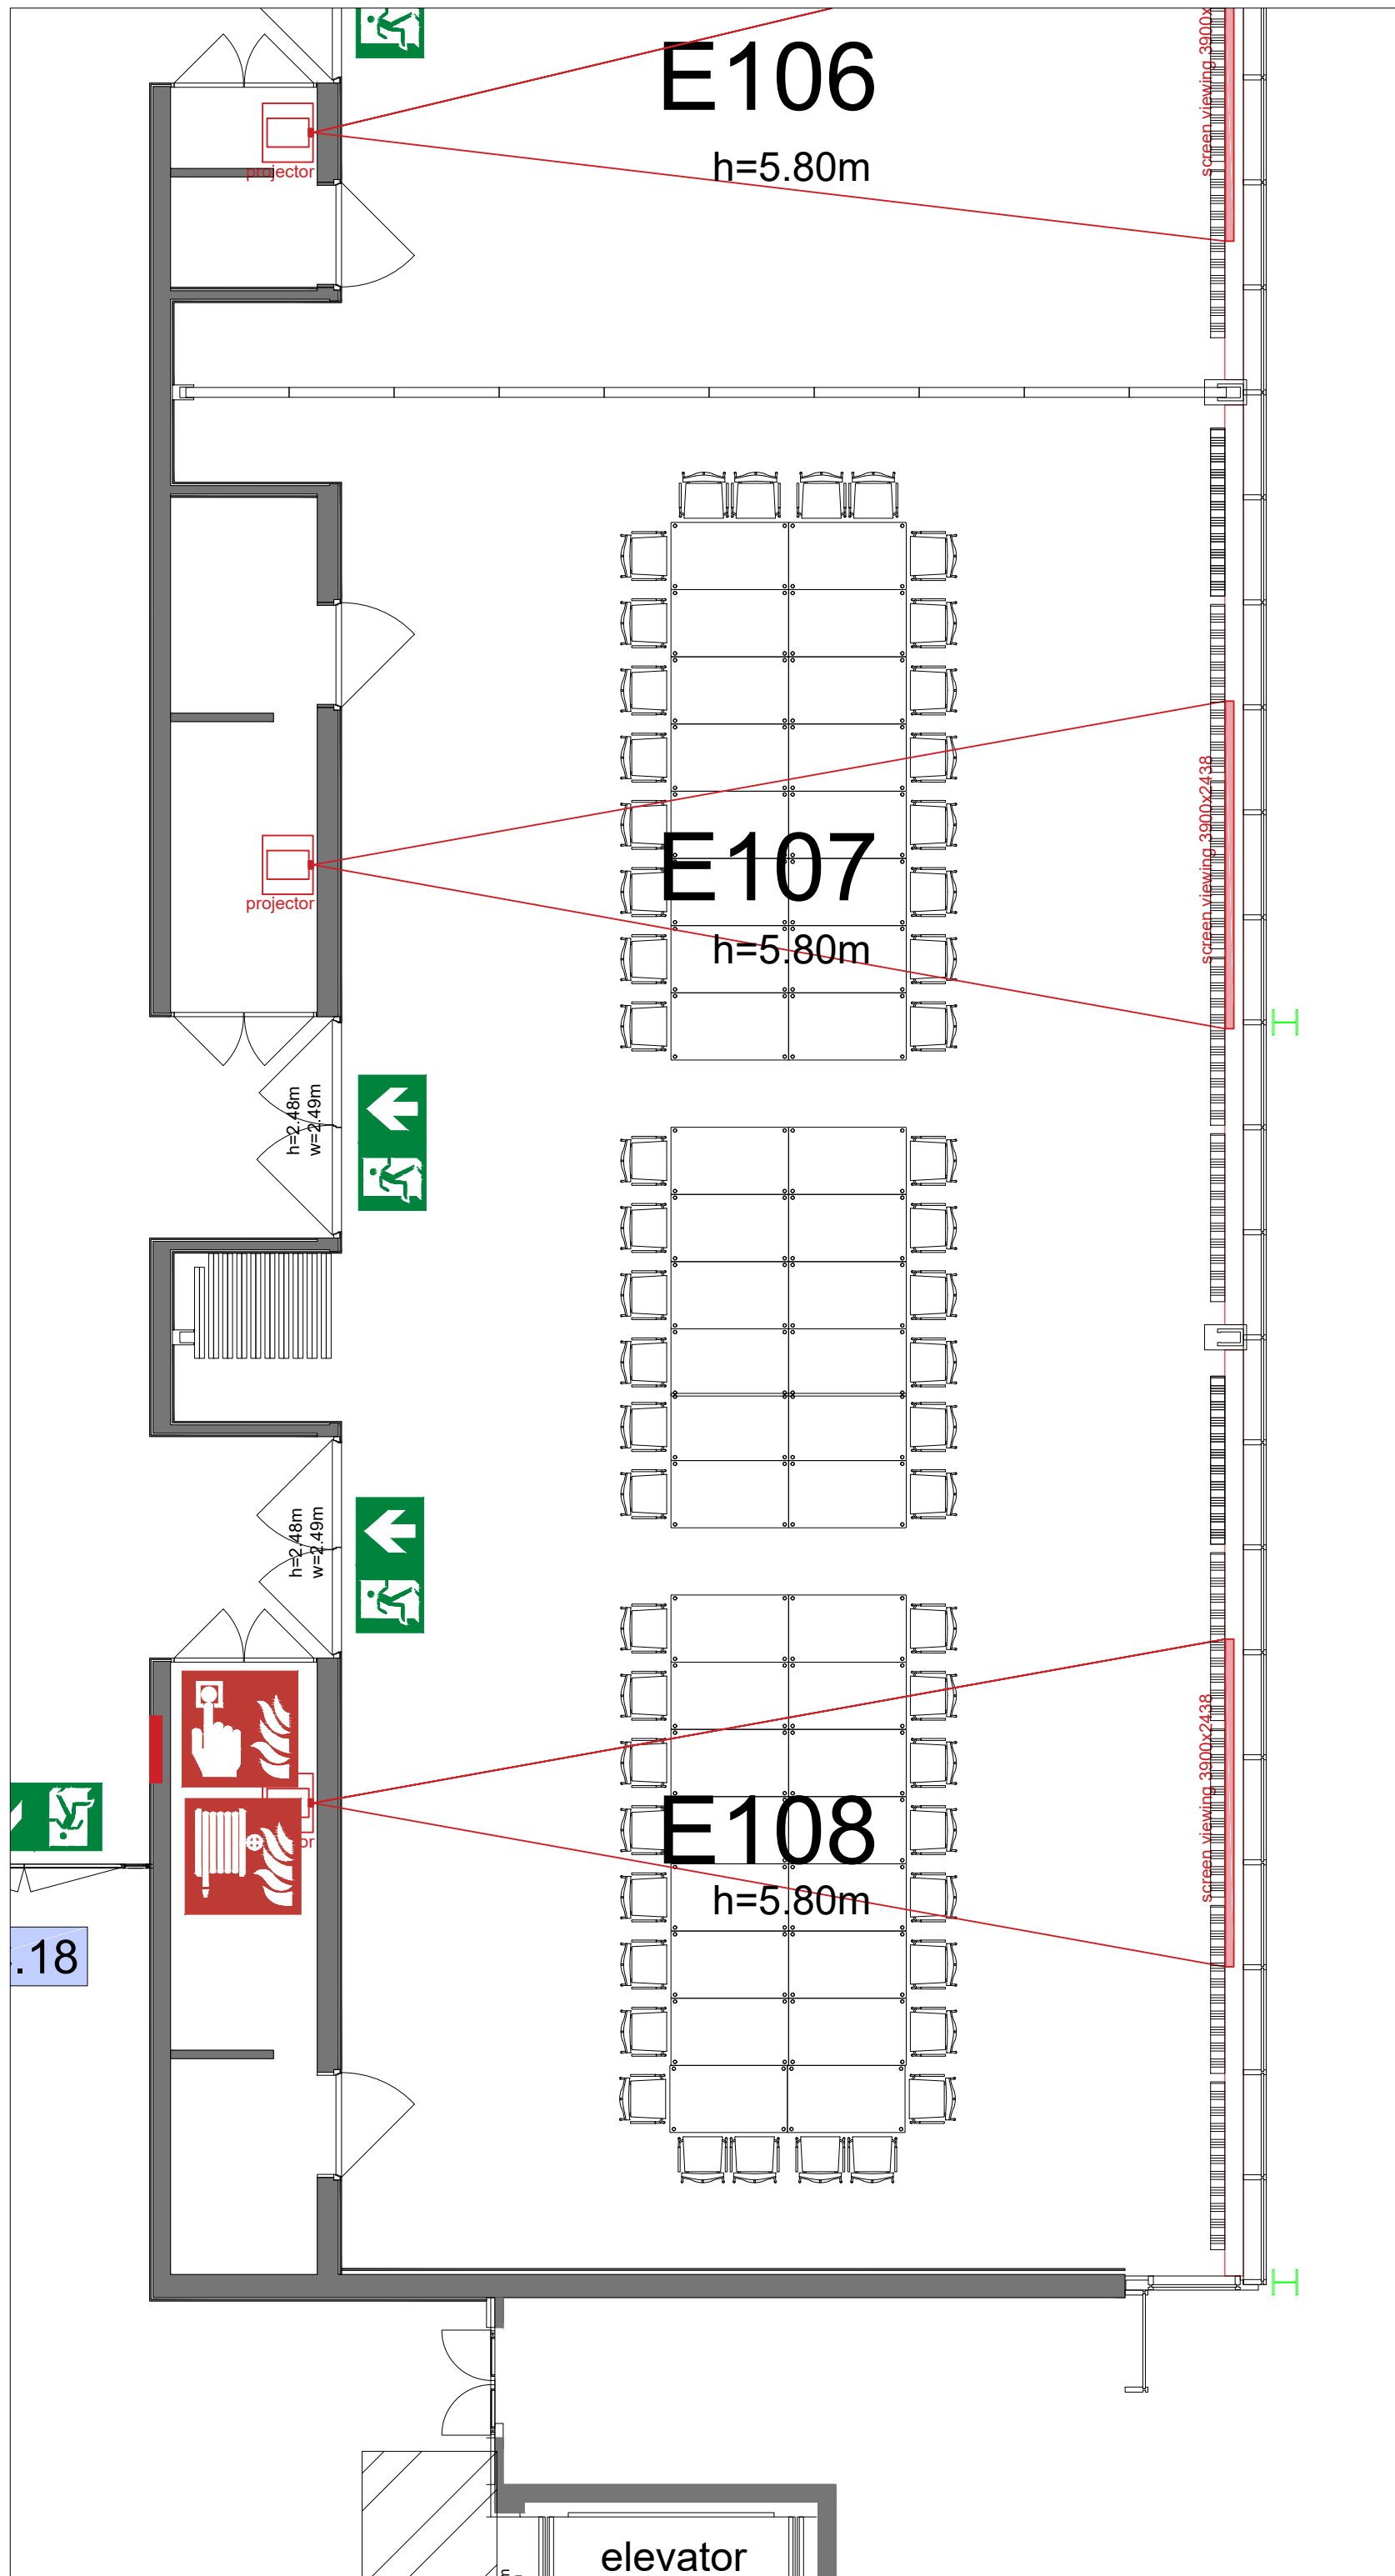 E106
h=5.80m
projector
screen viewing 3900x
E107
h=5.80m
projector
screen viewing 3900x2438
h=2.48m
w=2.49m
h=2.48m
w=2.49m
E108
h=5.80m
or
screen viewing 3900x2438
.18
elevator
m